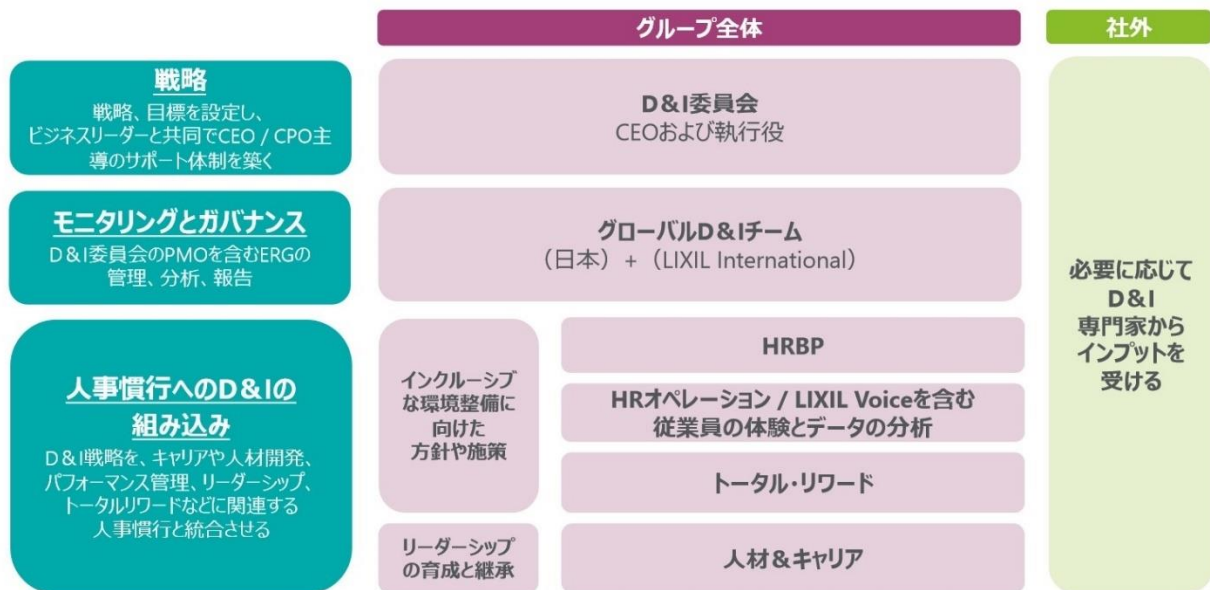 グループ全体
社外
戦略
戦略、目標を設定し、
ビジネスリーダーと共同でCEO / CPO主
導のサポート体制を築く
D&I委員会
CEOおよび執行役
モニタリングとガバナンス
D&I委員会のPMOを含むERGの
管理、分析、報告
グローバルD&Iチーム
(日本) + (LIXIL International)
必要に応じて
D&I
専門家から
インプットを
受ける
人事慣行へのD&Iの
組み込み
D&I戦略を、キャリアや人材開発、
パフォーマンス管理、リーダーシップ、
トータルリワードなどに関連する
人事慣行と統合させる
インクルーシブ
な環境整備に
向けた
方針や施策
HRBP
HRオペレーション / LIXIL Voiceを含む
従業員の体験とデータの分析
トータル・リワード
リーダーシップ
の育成と継承
人材&キャリア